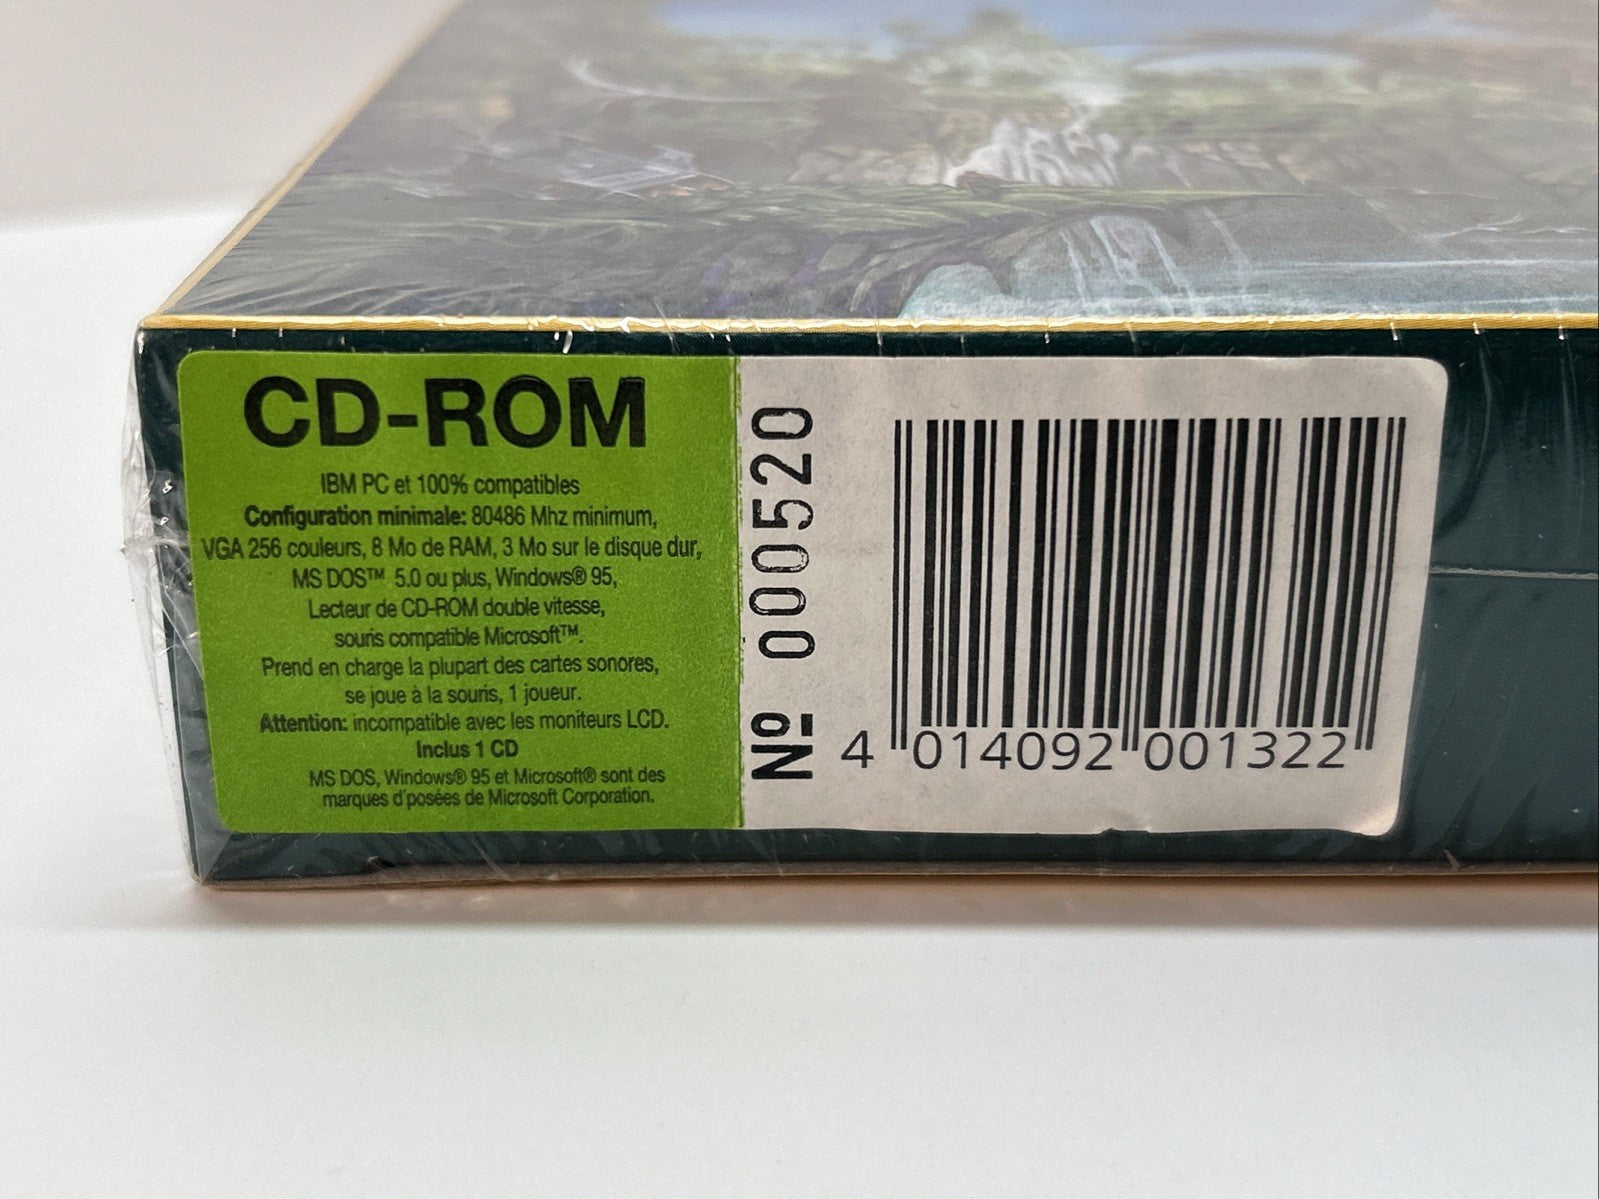 CD-ROM
IBM PC et 100% compatibles
Configuration minimale: 80486 Mhz minimum,
VGA 256 couleurs, 8 Mo de RAM, 3 Mo sur le disque dur,
MS DOS™ 5.0 ou plus, Windows® 95,
Lecteur de CD-ROM double vitesse,
souris compatible Microsoft™.
Prend en charge la plupart des cartes sonores,
se joue à la souris, 1 joueur.
Attention: incompatible avec les moniteurs LCD.
Inclus 1 CD
MS DOS, Windows® 95 et Microsoft® sont des
marques d'posées de Microsoft Corporation.
Nº 000520
4 014092 001322